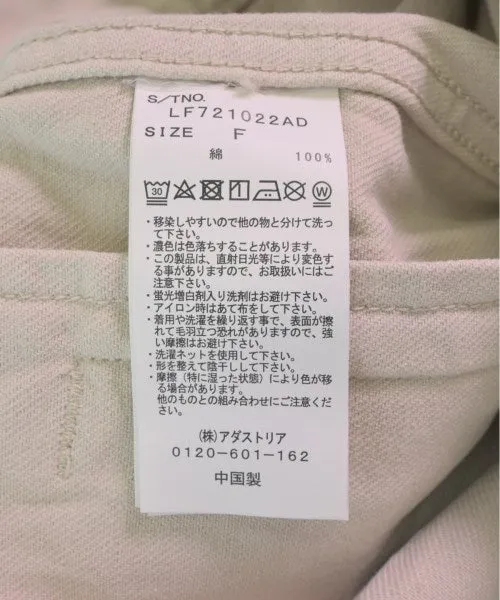 S/TNO.
LF721022AD
SIZE F
綿 100%
30
W
・移染しやすいので他の物と分けて洗っ
て下さい。
・濃色は色落ちすることがあります。
・この製品は、直射日光等により変色す
る事がありますので、お取扱いにはご
注意下さい。
・蛍光増白剤入り洗剤はお避け下さい。
・アイロン時はあて布をして下さい。
・着用や洗濯を繰り返す事で、表面が擦
れて毛羽立つ恐れがありますので、強
い摩擦はお避け下さい。
・洗濯ネットを使用して下さい。
・形を整えて陰干しして下さい。
・摩擦（特に湿った状態）により色が移
る場合があります。
他のものとの組み合わせにご注意くだ
さい。
(株)アダストリア
0120-601-162
中国製